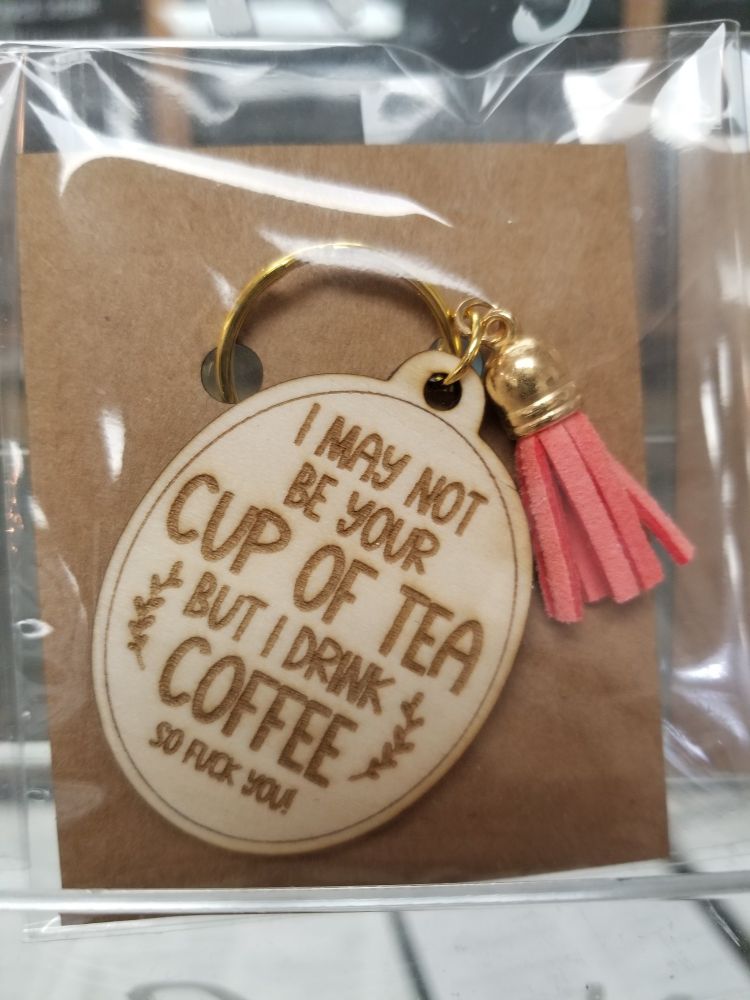 I MAY NOT
BE YOUR
CUP OF TEA
BUT I DRINK
COFFEE
SO FUCK YOU!